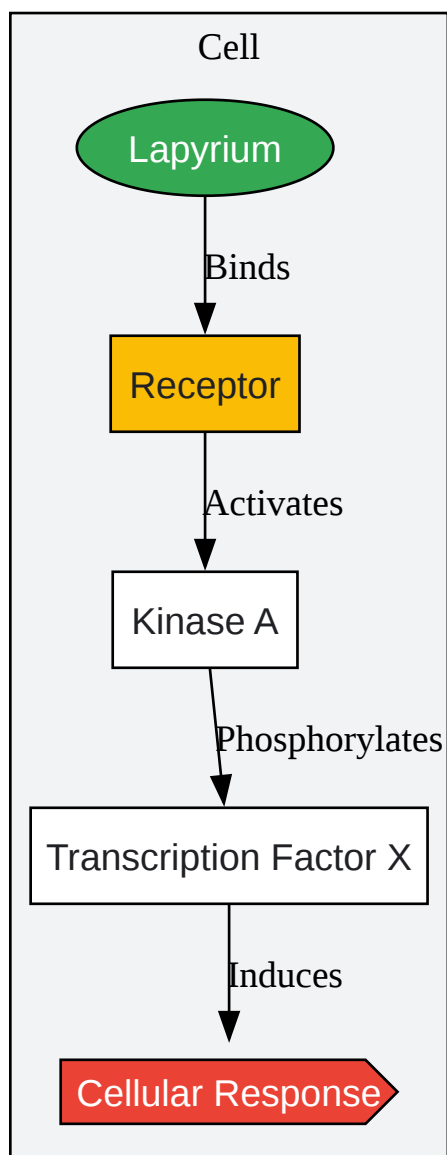 Cell
Lapyrium
Binds
Receptor
Activates
Kinase A
Phosphorylates
Transcription Factor X
Induces
Cellular Response